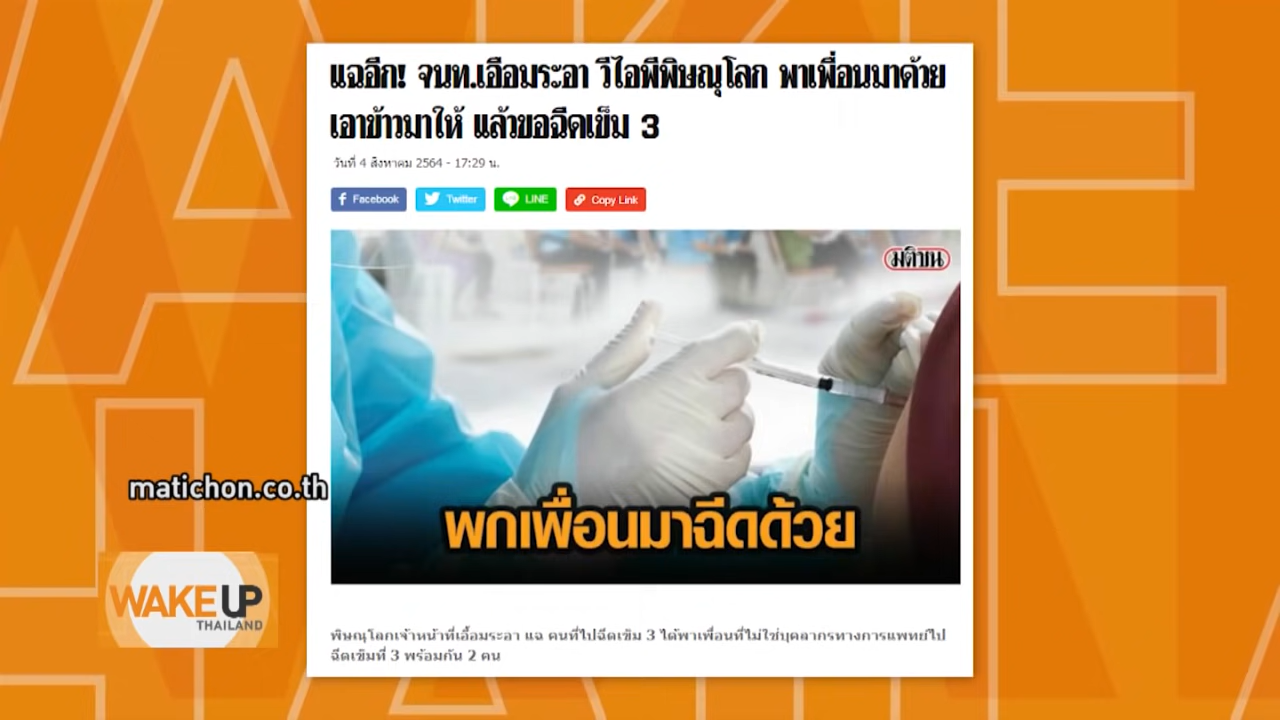 แฉอีก! จนท.เอือมระอา วีไอพีพิษณุโลก พาเพื่อนมาด้วย
เอาข้าวมาให้ แล้วขอฉีดเข็ม 3
วันที่ 4 สิงหาคม 2564 - 17:29 น.
Facebook Twitter LINE Copy Link
มติชน
พกเพื่อนมาฉีดด้วย
matichon.co.th
WAKE UP
THAILAND
พิษณุโลกเจ้าหน้าที่เอื้อมระอา แฉ คนที่ไปฉีดเข็ม 3 ได้พาเพื่อนที่ไม่ใช่บุคลากรทางการแพทย์ไป
ฉีดเข็มที่ 3 พร้อมกัน 2 คน